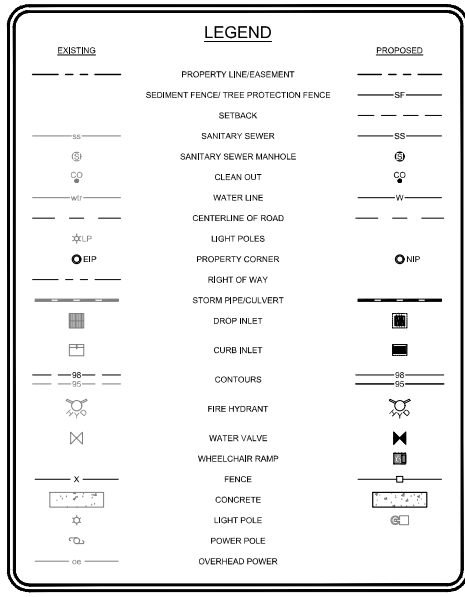 LEGEND
EXISTING PROPOSED
PROPERTY LINE/EASEMENT
SEDIMENT FENCE/ TREE PROTECTION FENCE SF
SETBACK
ss SANITARY SEWER SS
S SANITARY SEWER MANHOLE S
CO CLEAN OUT CO
wtr WATER LINE W
CENTERLINE OF ROAD
LP LIGHT POLES
EIP PROPERTY CORNER NIP
RIGHT OF WAY
STORM PIPE/CULVERT
DROP INLET
CURB INLET
98 98
CONTOURS
95 95
FIRE HYDRANT
WATER VALVE
WHEELCHAIR RAMP
X FENCE
CONCRETE
LIGHT POLE
POWER POLE
oe OVERHEAD POWER